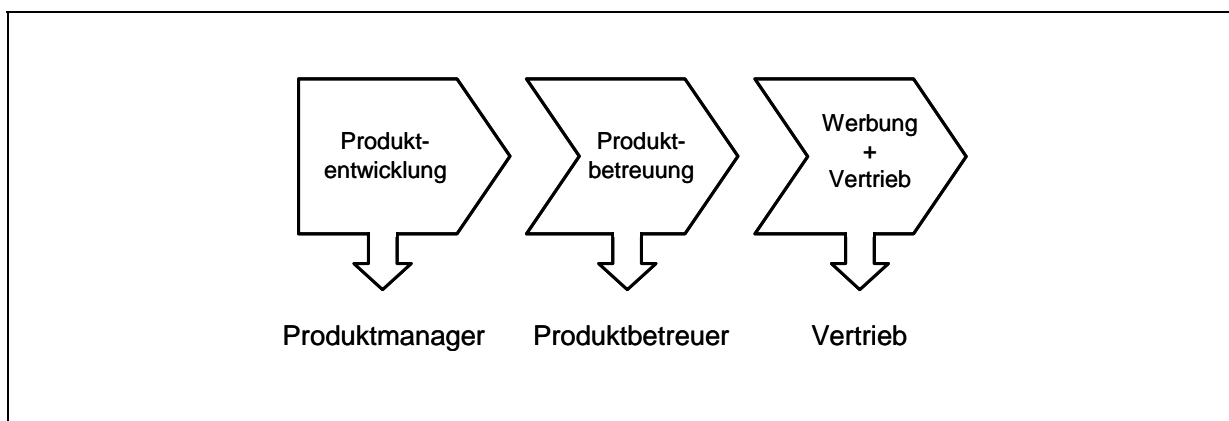 Produkt-
entwicklung
Produkt-
betreuung
Werbung
+
Vertrieb
Produktmanager
Produktbetreuer
Vertrieb